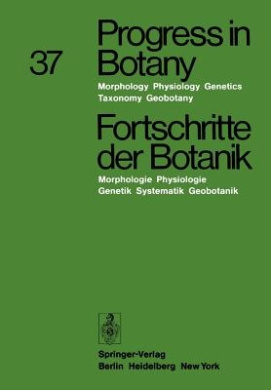 37
Progress in
Botany
Morphology Physiology Genetics
Taxonomy Geobotany
Fortschritte
der Botanik
Morphologie Physiologie
Genetik Systematik Geobotanik
Springer-Verlag
Berlin Heidelberg New York